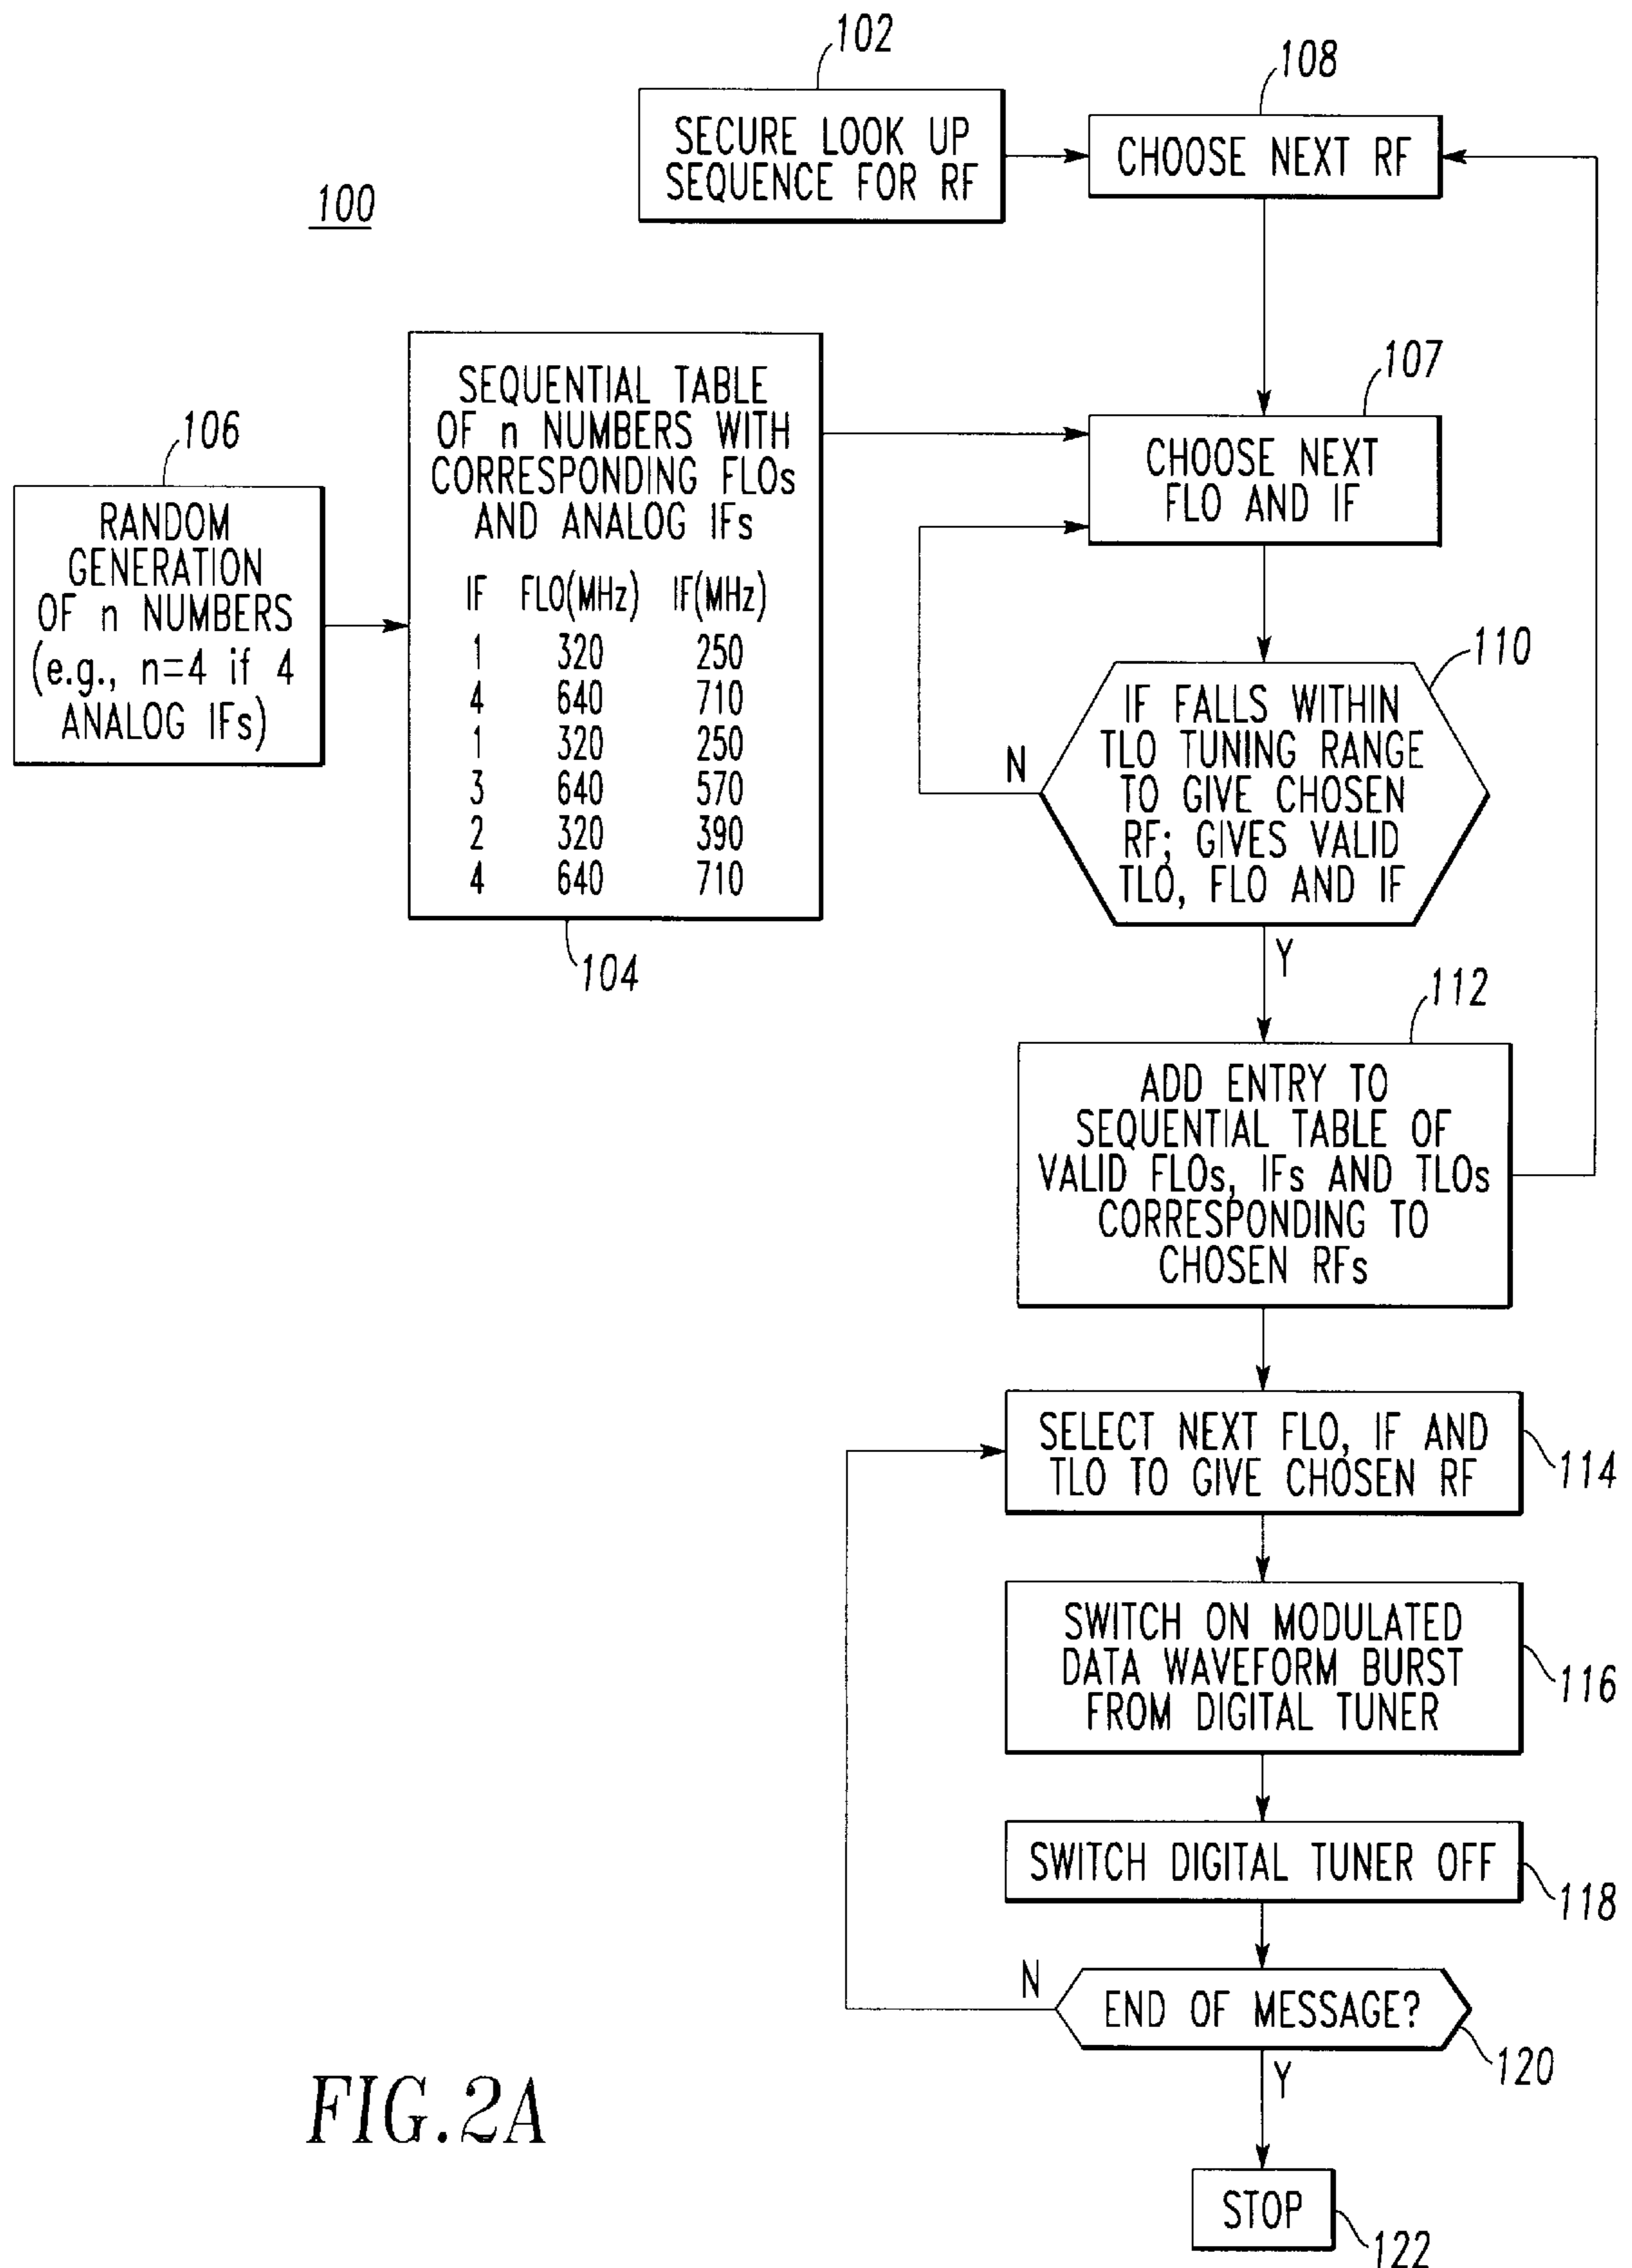 102
SECURE LOOK UP
SEQUENCE FOR RF
108
CHOOSE NEXT RF
100
107
CHOOSE NEXT
FLO AND IF
106
RANDOM
GENERATION
OF n NUMBERS
(e.g., n=4 if 4
ANALOG IFs)
SEQUENTIAL TABLE
OF n NUMBERS WITH
CORRESPONDING FLOs
AND ANALOG IFs
IF FLO(MHz) IF(MHz)
1 320 250
4 640 710
1 320 250
3 640 570
2 320 390
4 640 710
104
110
IF FALLS WITHIN
TLO TUNING RANGE
TO GIVE CHOSEN
RF; GIVES VALID
TLO, FLO AND IF
N
Y
112
ADD ENTRY TO
SEQUENTIAL TABLE OF
VALID FLOs, IFs AND TLOs
CORRESPONDING TO
CHOSEN RFs
SELECT NEXT FLO, IF AND
TLO TO GIVE CHOSEN RF
114
SWITCH ON MODULATED
DATA WAVEFORM BURST
FROM DIGITAL TUNER
116
SWITCH DIGITAL TUNER OFF
118
N
END OF MESSAGE?
120
Y
STOP
122
FIG.2A